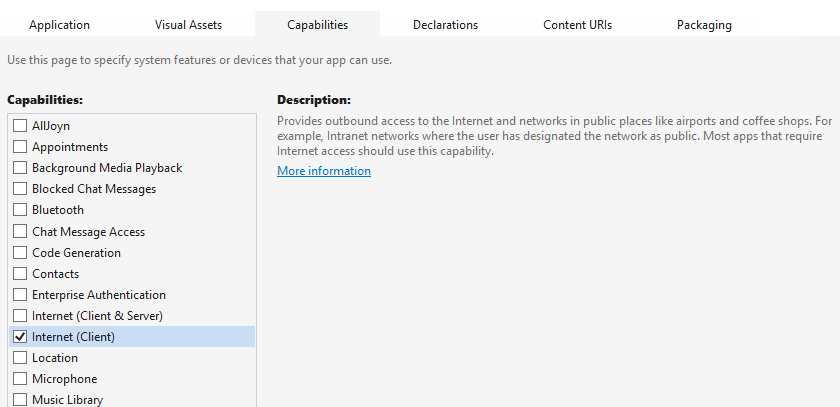 Application Visual Assets Capabilities Declarations Content URIs Packaging
Use this page to specify system features or devices that your app can use.
Capabilities:
AllJoyn
Appointments
Background Media Playback
Blocked Chat Messages
Bluetooth
Chat Message Access
Code Generation
Contacts
Enterprise Authentication
Internet (Client & Server)
Internet (Client)
Location
Microphone
Music Library
Description:
Provides outbound access to the Internet and networks in public places like airports and coffee shops. For
example, Intranet networks where the user has designated the network as public. Most apps that require
Internet access should use this capability.
More information